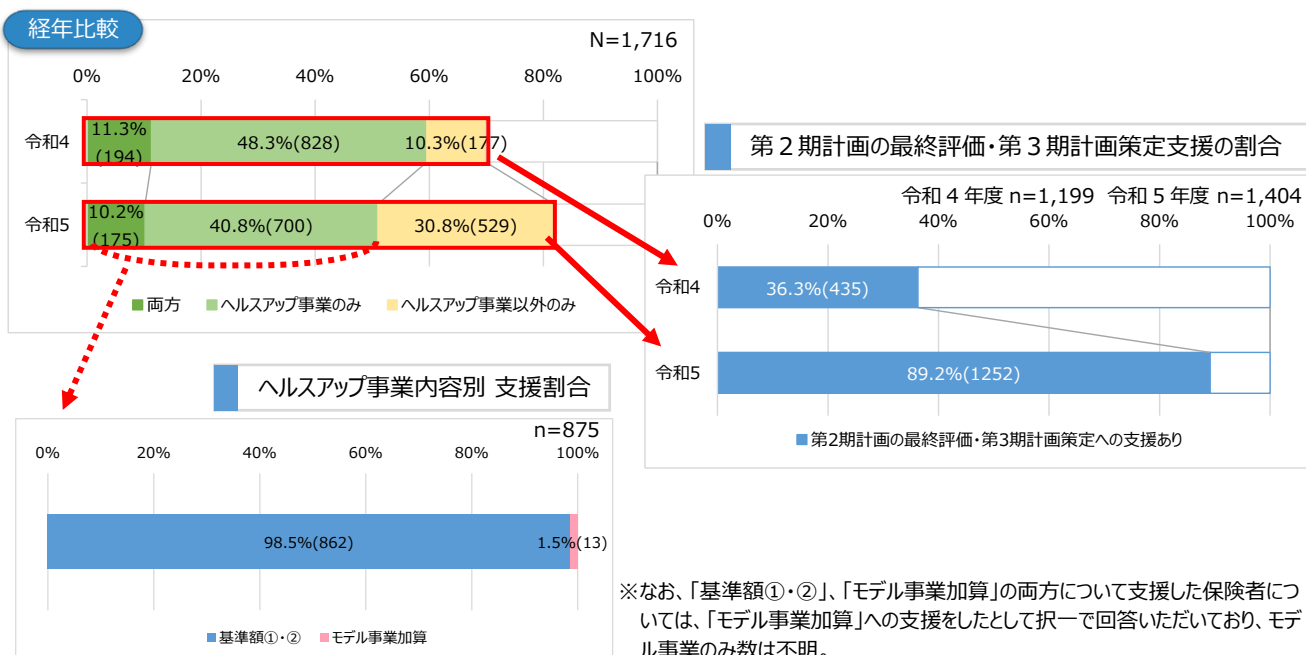 経年比較
N=1,716
0% 20% 40% 60% 80% 100%
令和4
11.3%
(194)
48.3%(828)
10.3%(177)
令和5
10.2%
(175)
40.8%(700)
30.8%(529)
両方 ヘルスアップ事業のみ ヘルスアップ事業以外のみ
第2期計画の最終評価・第3期計画策定支援の割合
令和4年度 n=1,199 令和5年度 n=1,404
0% 20% 40% 60% 80% 100%
令和4
36.3%(435)
令和5
89.2%(1252)
第2期計画の最終評価・第3期計画策定への支援あり
ヘルスアップ事業内容別 支援割合
n=875
0% 20% 40% 60% 80% 100%
98.5%(862)
1.5%(13)
基準額①・② モデル事業加算
※なお、「基準額①・②」、「モデル事業加算」の両方について支援した保険者につ
いては、「モデル事業加算」への支援をしたとして択一で回答いただいており、モデ
ル事業のみ数は不明。